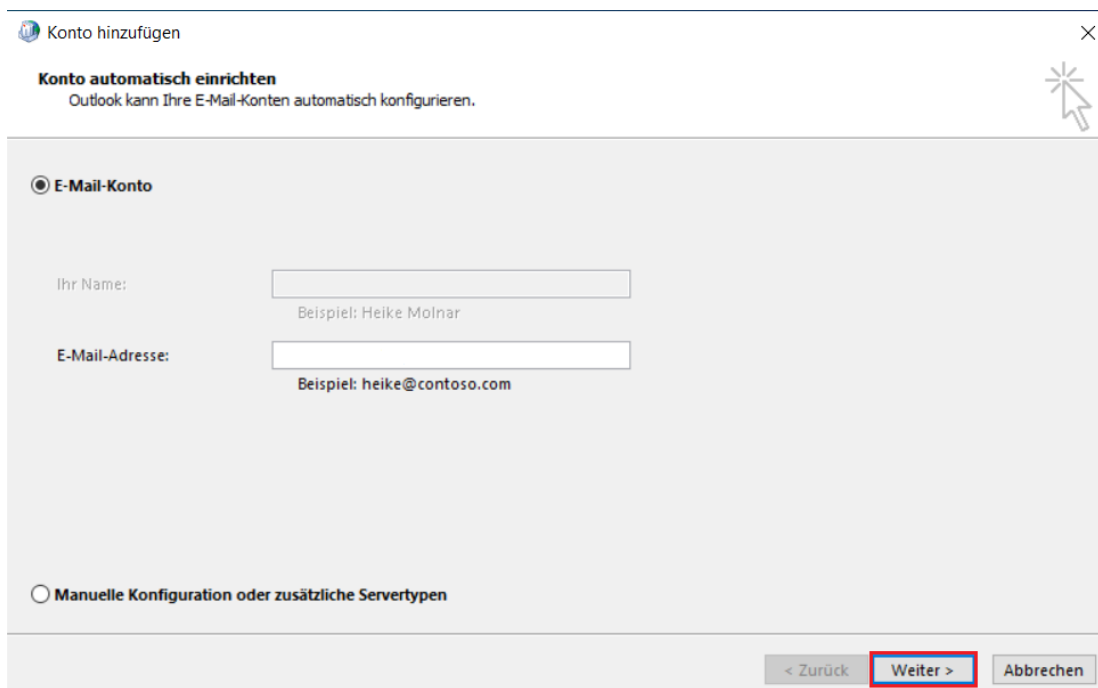 Konto hinzufügen
Konto automatisch einrichten
Outlook kann Ihre E-Mail-Konten automatisch konfigurieren.
E-Mail-Konto
Ihr Name:
Beispiel: Heike Molnar
E-Mail-Adresse:
Beispiel: heike@contoso.com
Manuelle Konfiguration oder zusätzliche Servertypen
< Zurück Weiter > Abbrechen